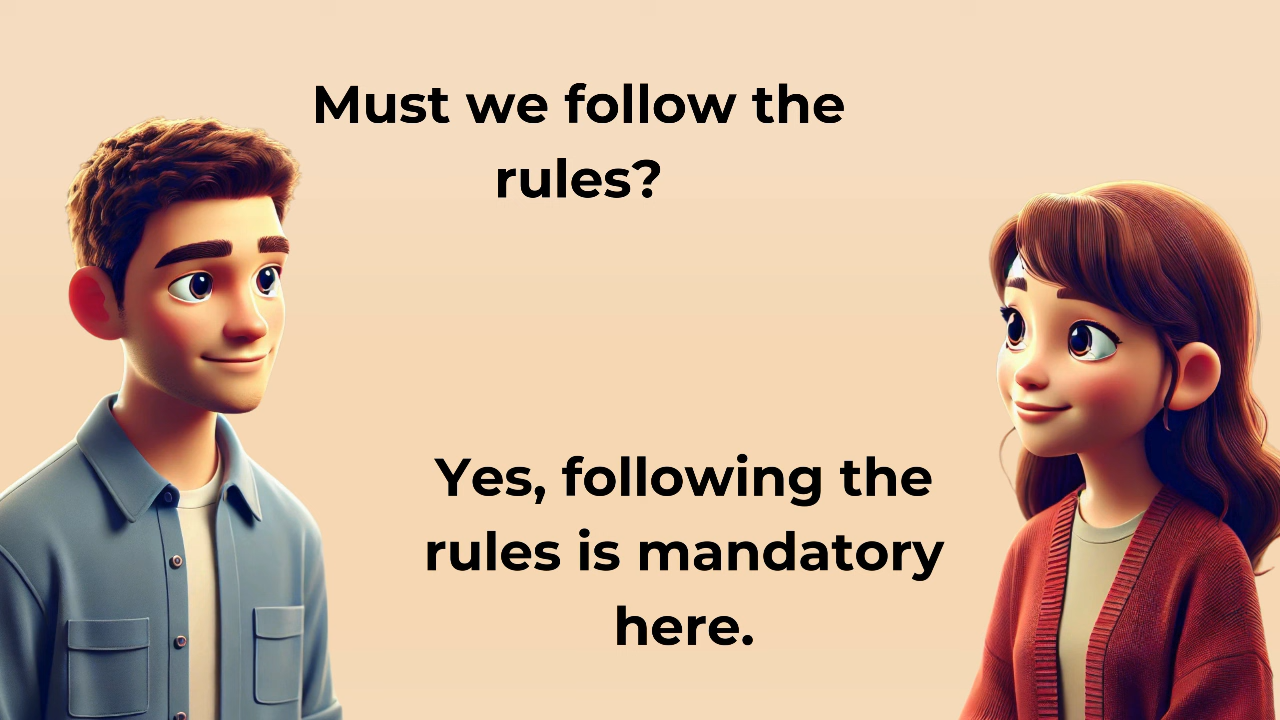 Must we follow the
rules?
Yes, following the
rules is mandatory
here.